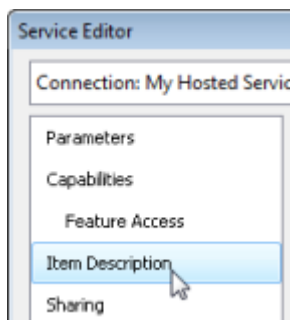 Service Editor
Connection: My Hosted Servic
Parameters
Capabilities
Feature Access
Item Description
Sharing